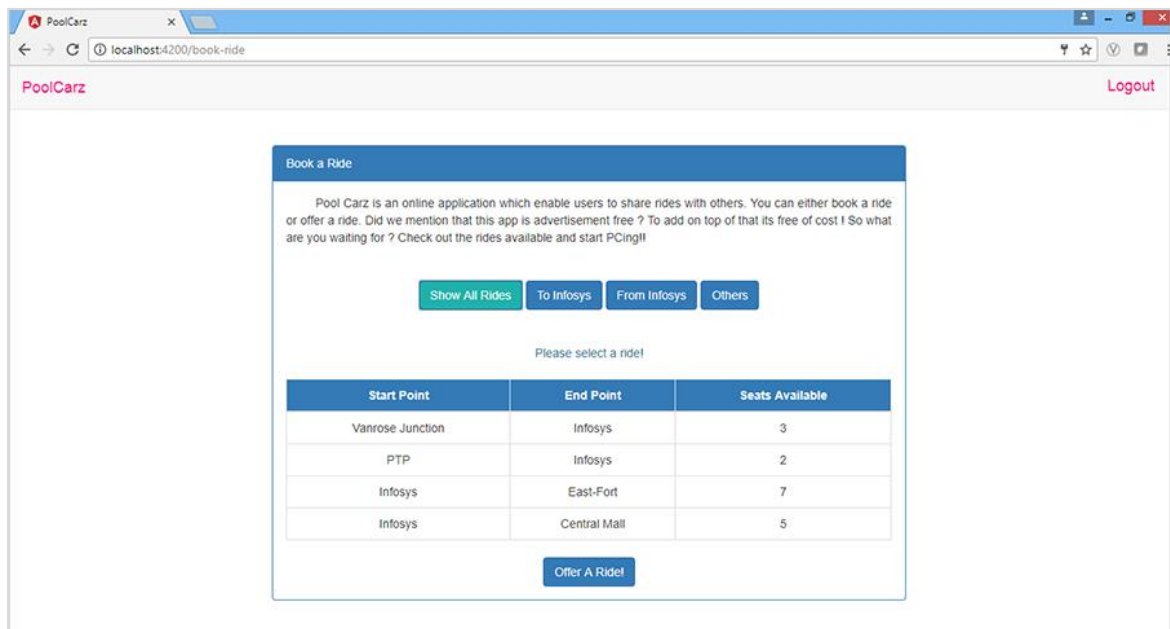 PoolCarz
localhost:4200/book-ride
PoolCarz
Logout
Book a Ride
Pool Carz is an online application which enable users to share rides with others. You can either book a ride
or offer a ride. Did we mention that this app is advertisement free ? To add on top of that its free of cost ! So what
are you waiting for ? Check out the rides available and start PCing!!
Show All Rides To Infosys From Infosys Others
Please select a ride!
Start Point End Point Seats Available
Vanrose Junction Infosys 3
PTP Infosys 2
Infosys East-Fort 7
Infosys Central Mall 5
Offer A Ride!